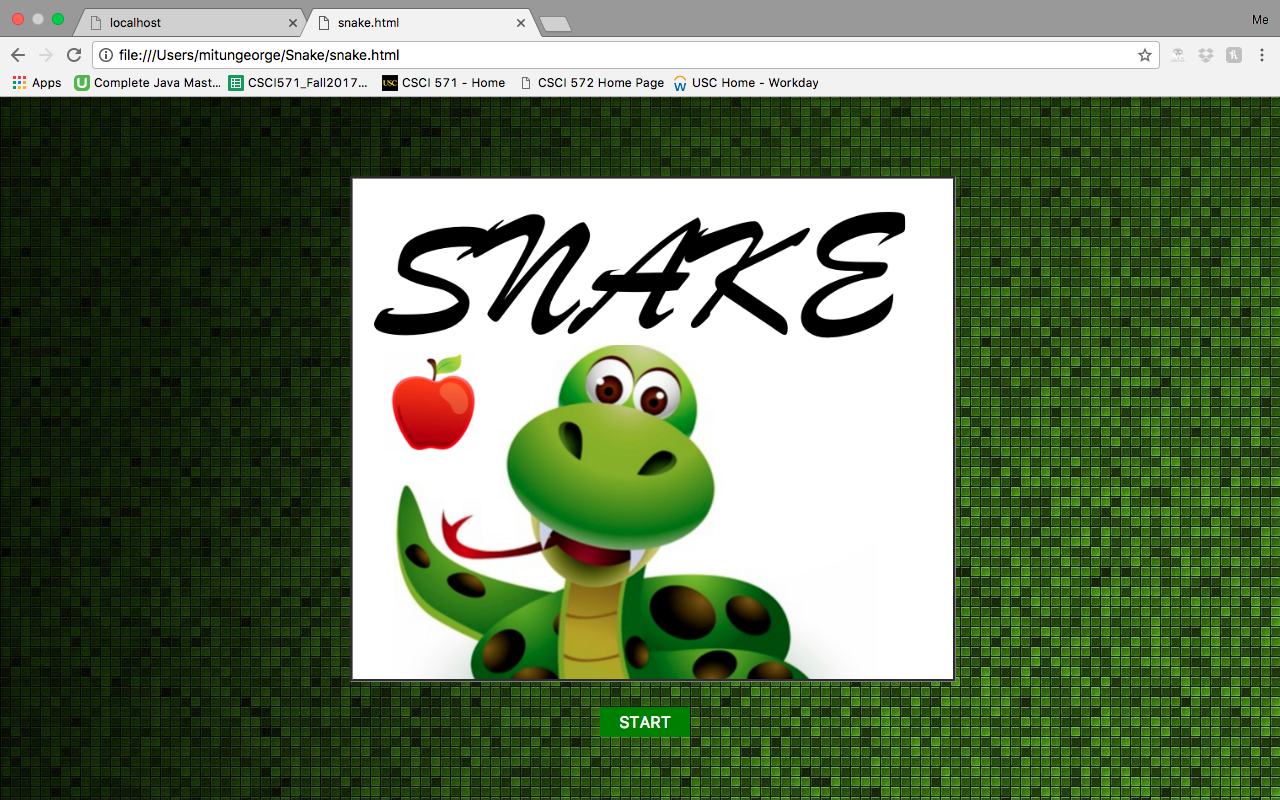 localhost
snake.html
Me
file:///Users/mitungeorge/Snake/snake.html
Apps
Complete Java Mast...
CSCI571_Fall2017...
USC
CSCI 571 - Home
CSCI 572 Home Page
USC Home - Workday
SNAKE
START